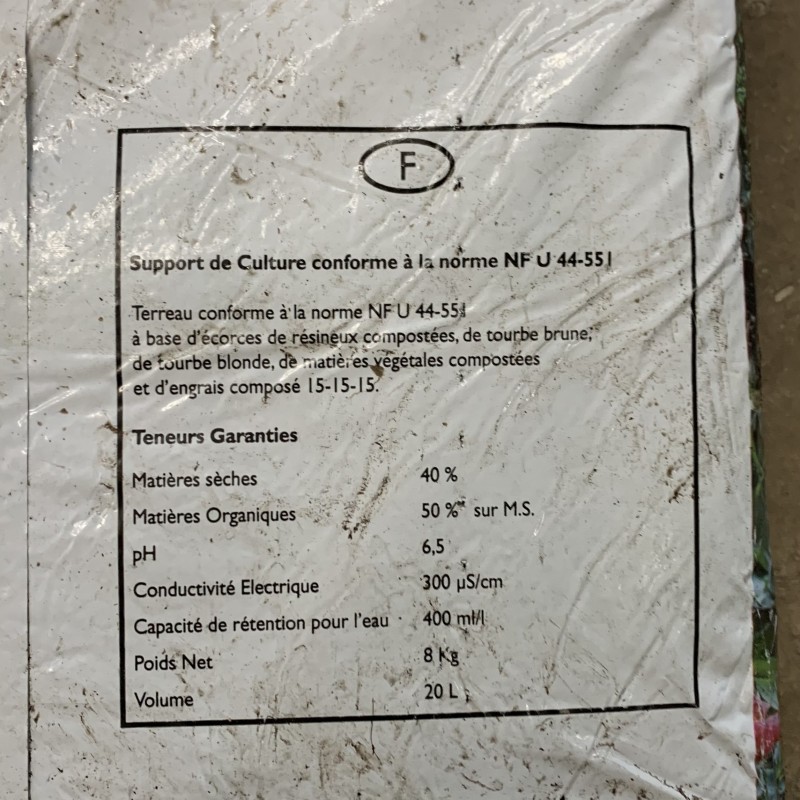 F
Support de Culture conforme à la norme NF U 44-551
Terreau conforme à la norme NF U 44-551
à base d'écorces de résineux compostées, de tourbe brune,
de tourbe blonde, de matières végétales compostées
et d'engrais composé 15-15-15.
Teneurs Garanties
Matières sèches 40 %
Matières Organiques 50 % sur M.S.
pH 6,5
Conductivité Electrique 300 µS/cm
Capacité de rétention pour l'eau 400 ml/l
Poids Net 8 Kg
Volume 20 L